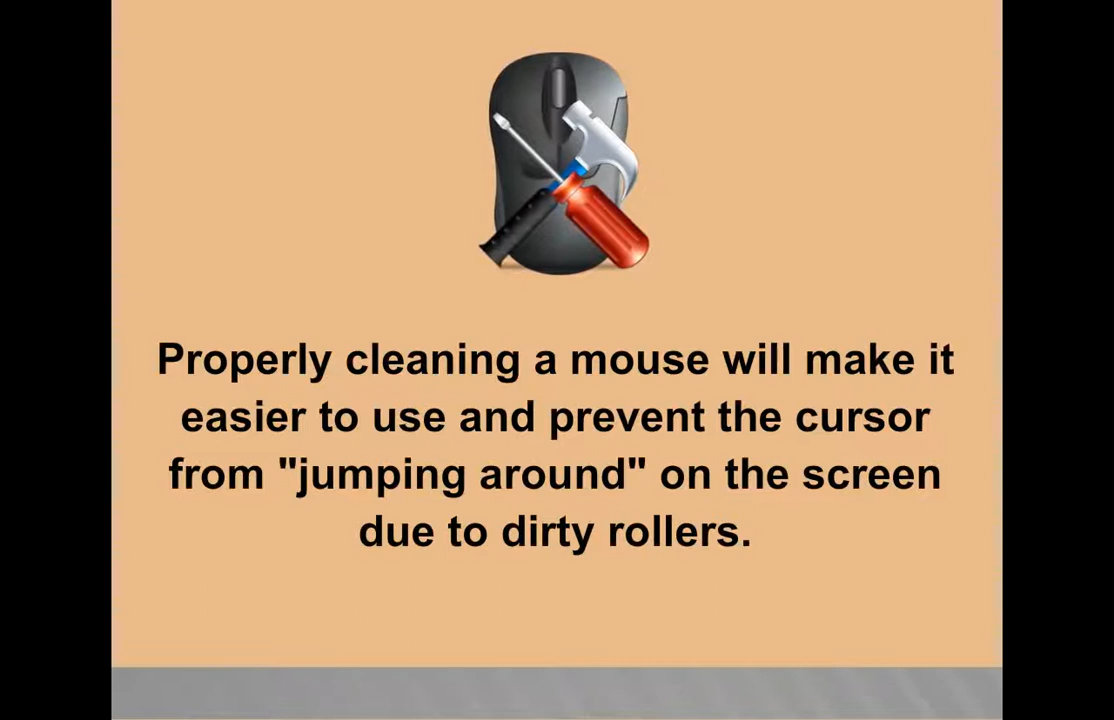 Properly cleaning a mouse will make it
easier to use and prevent the cursor
from "jumping around" on the screen
due to dirty rollers.